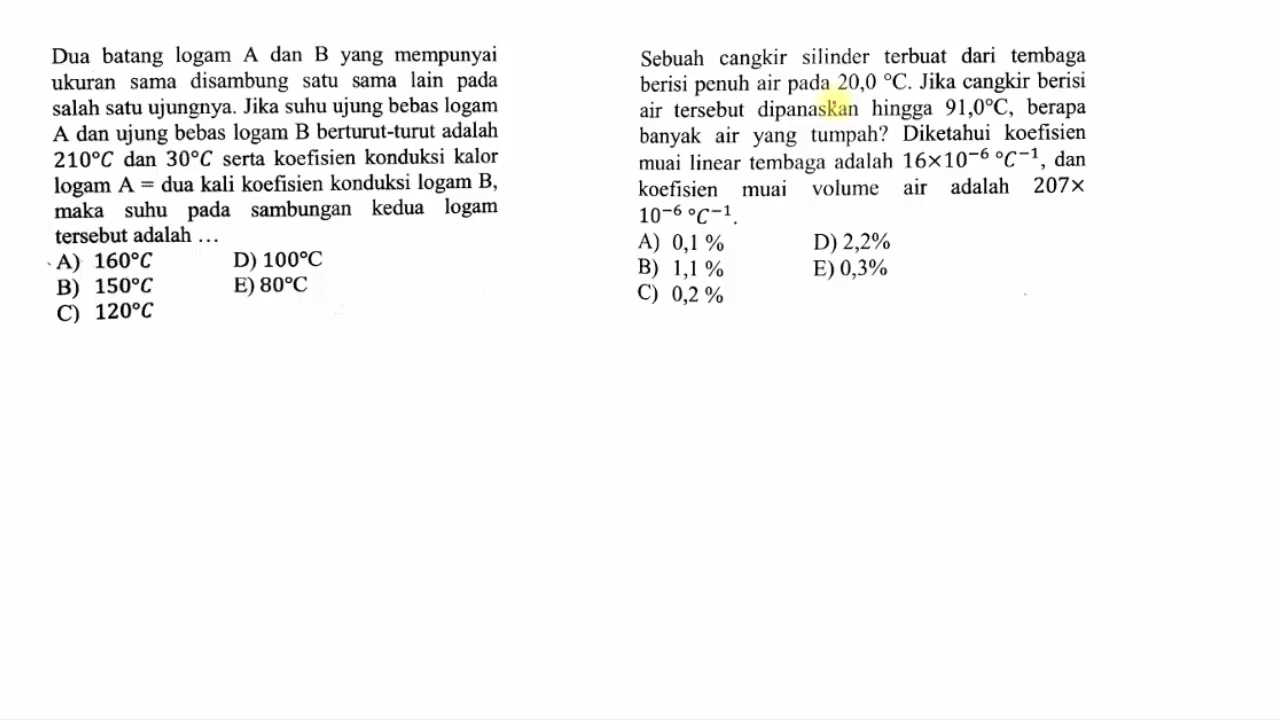 Dua batang logam A dan B yang mempunyai
ukuran sama disambung satu sama lain pada
salah satu ujungnya. Jika suhu ujung bebas logam
A dan ujung bebas logam B berturut-turut adalah
210°C dan 30°C serta koefisien konduksi kalor
logam A = dua kali koefisien konduksi logam B,
maka suhu pada sambungan kedua logam
tersebut adalah ...
A) 160°C D) 100°C
B) 150°C E) 80°C
C) 120°C
Sebuah cangkir silinder terbuat dari tembaga
berisi penuh air pada 20,0 °C. Jika cangkir berisi
air tersebut dipanaskan hingga 91,0°C, berapa
banyak air yang tumpah? Diketahui koefisien
muai linear tembaga adalah 16×10⁻⁶ °C⁻¹, dan
koefisien muai volume air adalah 207×
10⁻⁶ °C⁻¹.
A) 0,1 % D) 2,2%
B) 1,1 % E) 0,3%
C) 0,2 %